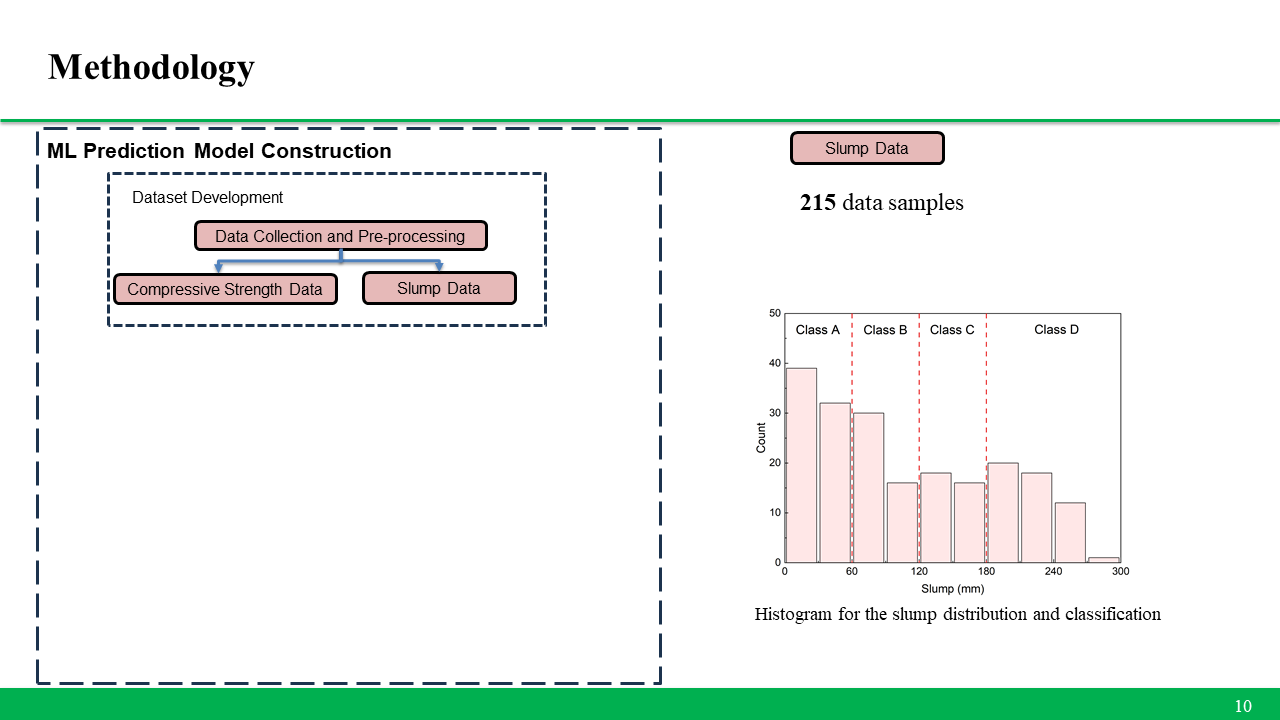 Methodology
ML Prediction Model Construction
Dataset Development
Data Collection and Pre-processing
Compressive Strength Data
Slump Data
Slump Data
215 data samples
50
40
30
20
10
0
Count
Class A
Class B
Class C
Class D
0
60
120
180
240
300
Slump (mm)
Histogram for the slump distribution and classification
10